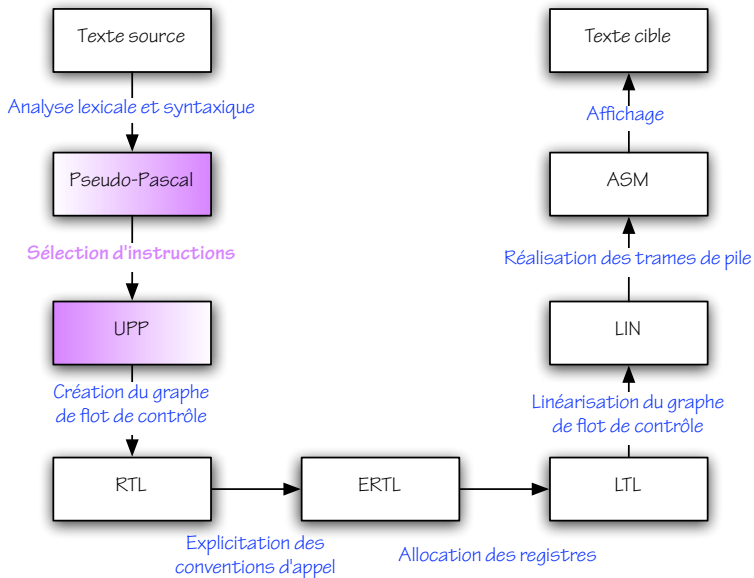 Texte source
Analyse lexicale et syntaxique
Pseudo-Pascal
Sélection d'instructions
UPP
Création du graphe
de flot de contrôle
RTL
Explicitation des
conventions d'appel
ERTL
Allocation des registres
LTL
Linéarisation du graphe
de flot de contrôle
LIN
Réalisation des trames de pile
ASM
Affichage
Texte cible